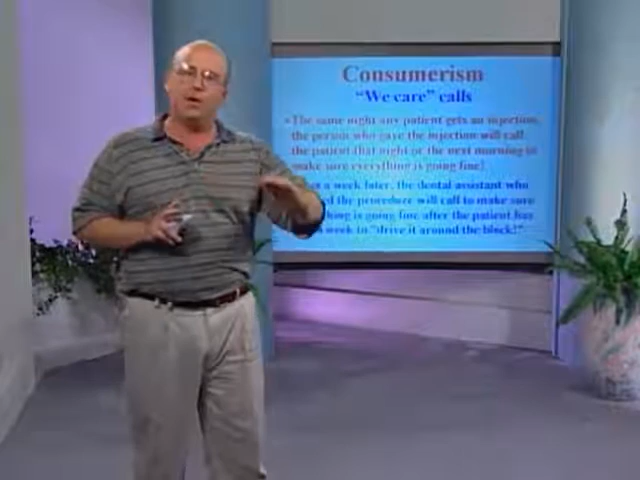 Consumerism
"We care" calls
•The same night any patient gets an injection,
the person who gave the injection will call
the patient that night or the next morning to
make sure everything is going fine!
a week later, the dental assistant who
the procedure will call to make sure
is going fine after the patient has
week to "drive it around the block!"